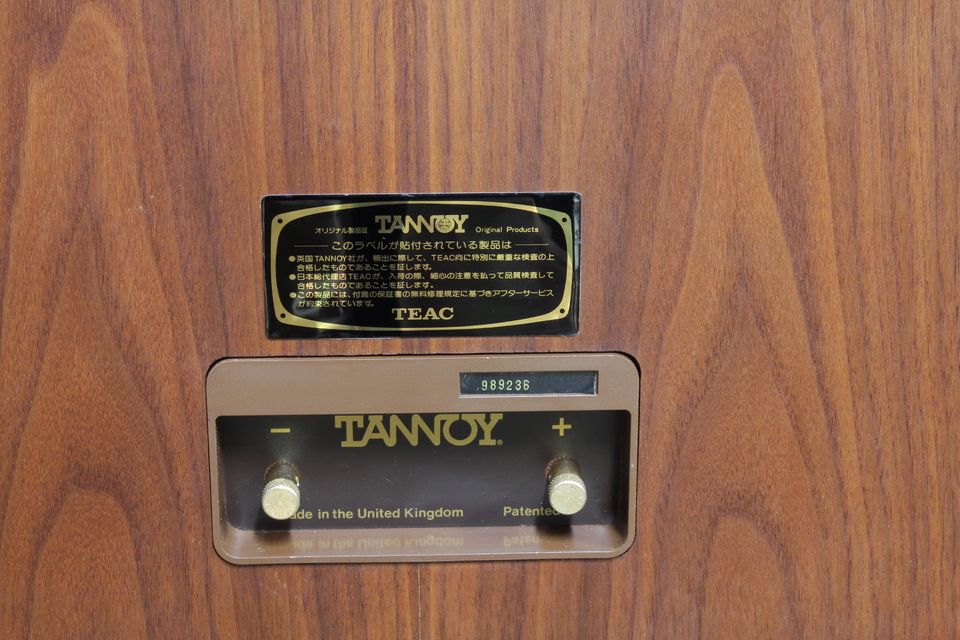 オリジナル製品証 TANNOY Original Products
このラベルが貼付されている製品は
●英国TANNOY社が、輸出に際して、TEAC向に特別に厳重な検査の上
合格したものであることを証します。
●日本総代理店TEACが、入荷の際、細心の注意を払って品質検査して
合格したものであることを証します。
●この製品には、付属の保証書の無料修理規定に基づきアフターサービス
が約束されています。
TEAC
989236
− TANNOY® +
ade in the United Kingdom Patented